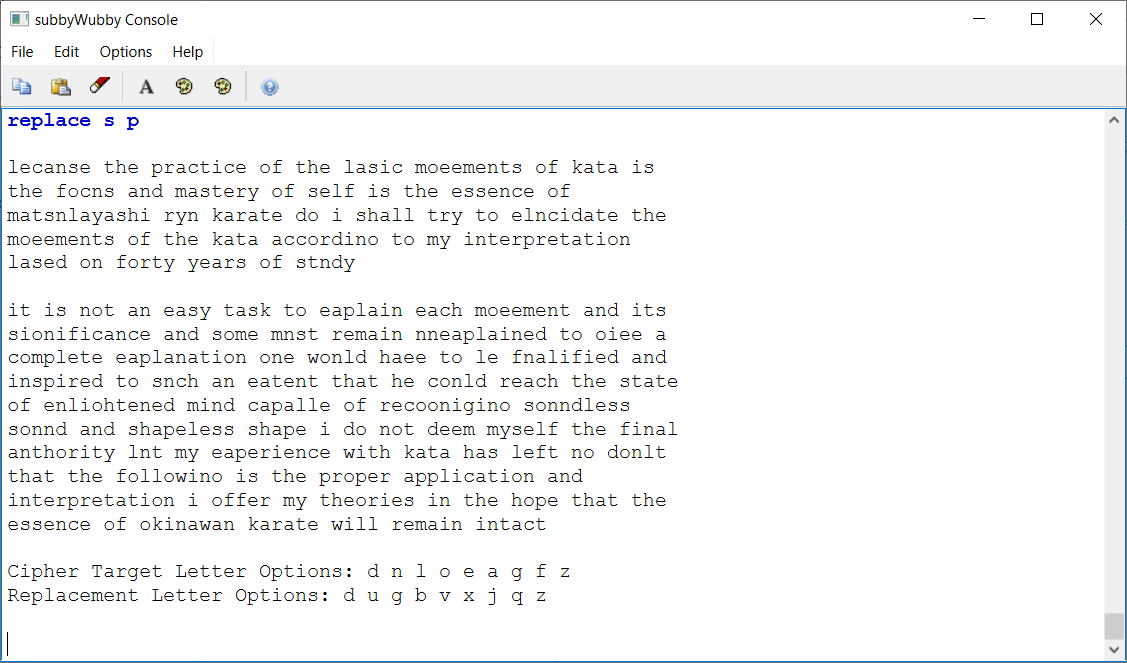 subbyWubby Console
File Edit Options Help
A
replace s p
lecanse the practice of the lasic moeements of kata is
the focns and mastery of self is the essence of
matsnlayashi ryn karate do i shall try to elncidate the
moeements of the kata accordino to my interpretation
lased on forty years of stndy
it is not an easy task to eaplain each moeement and its
sionificance and some mnst remain nneaplained to oiee a
complete eaplanation one wonld haee to le fnalified and
inspired to snch an eatent that he conld reach the state
of enliohtened mind capalle of recoonigino sonndless
sonnd and shapeless shape i do not deem myself the final
anthority lnt my eaperience with kata has left no donlt
that the followino is the proper application and
interpretation i offer my theories in the hope that the
essence of okinawan karate will remain intact
Cipher Target Letter Options: d n l o e a g f z
Replacement Letter Options: d u g b v x j q z